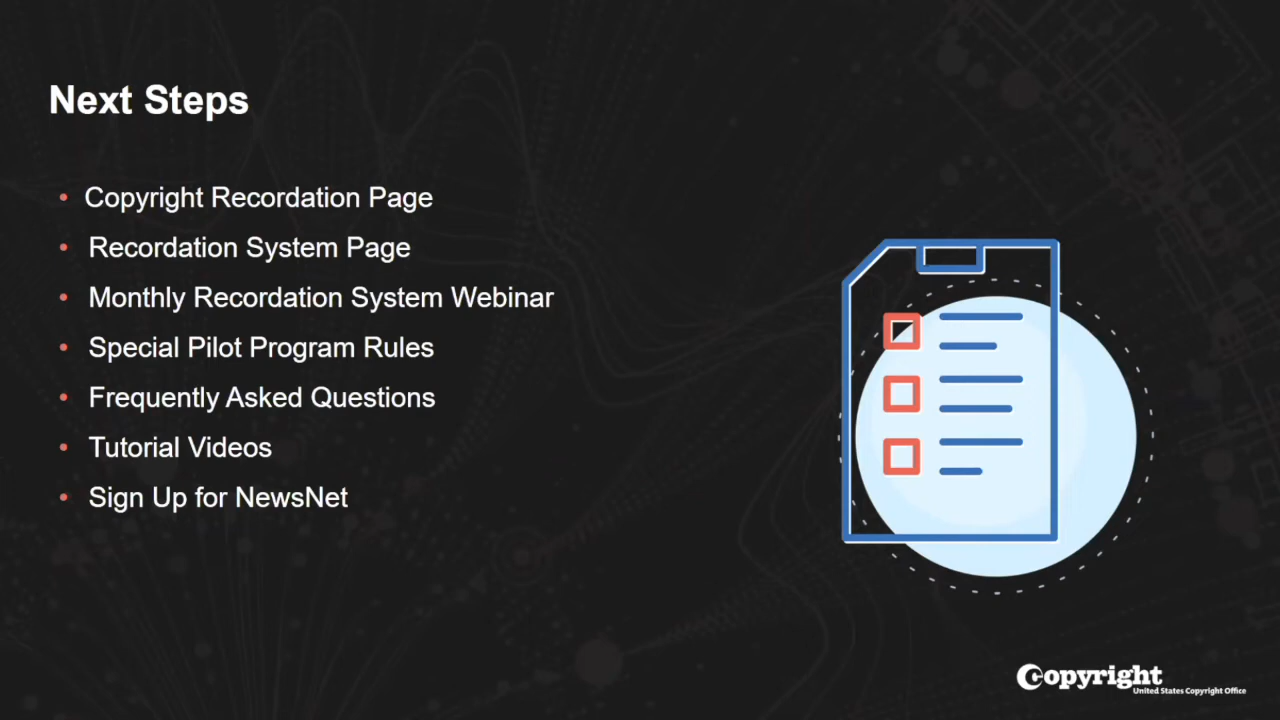 Next Steps
• Copyright Recordation Page
• Recordation System Page
• Monthly Recordation System Webinar
• Special Pilot Program Rules
• Frequently Asked Questions
• Tutorial Videos
• Sign Up for NewsNet
Copyright
United States Copyright Office